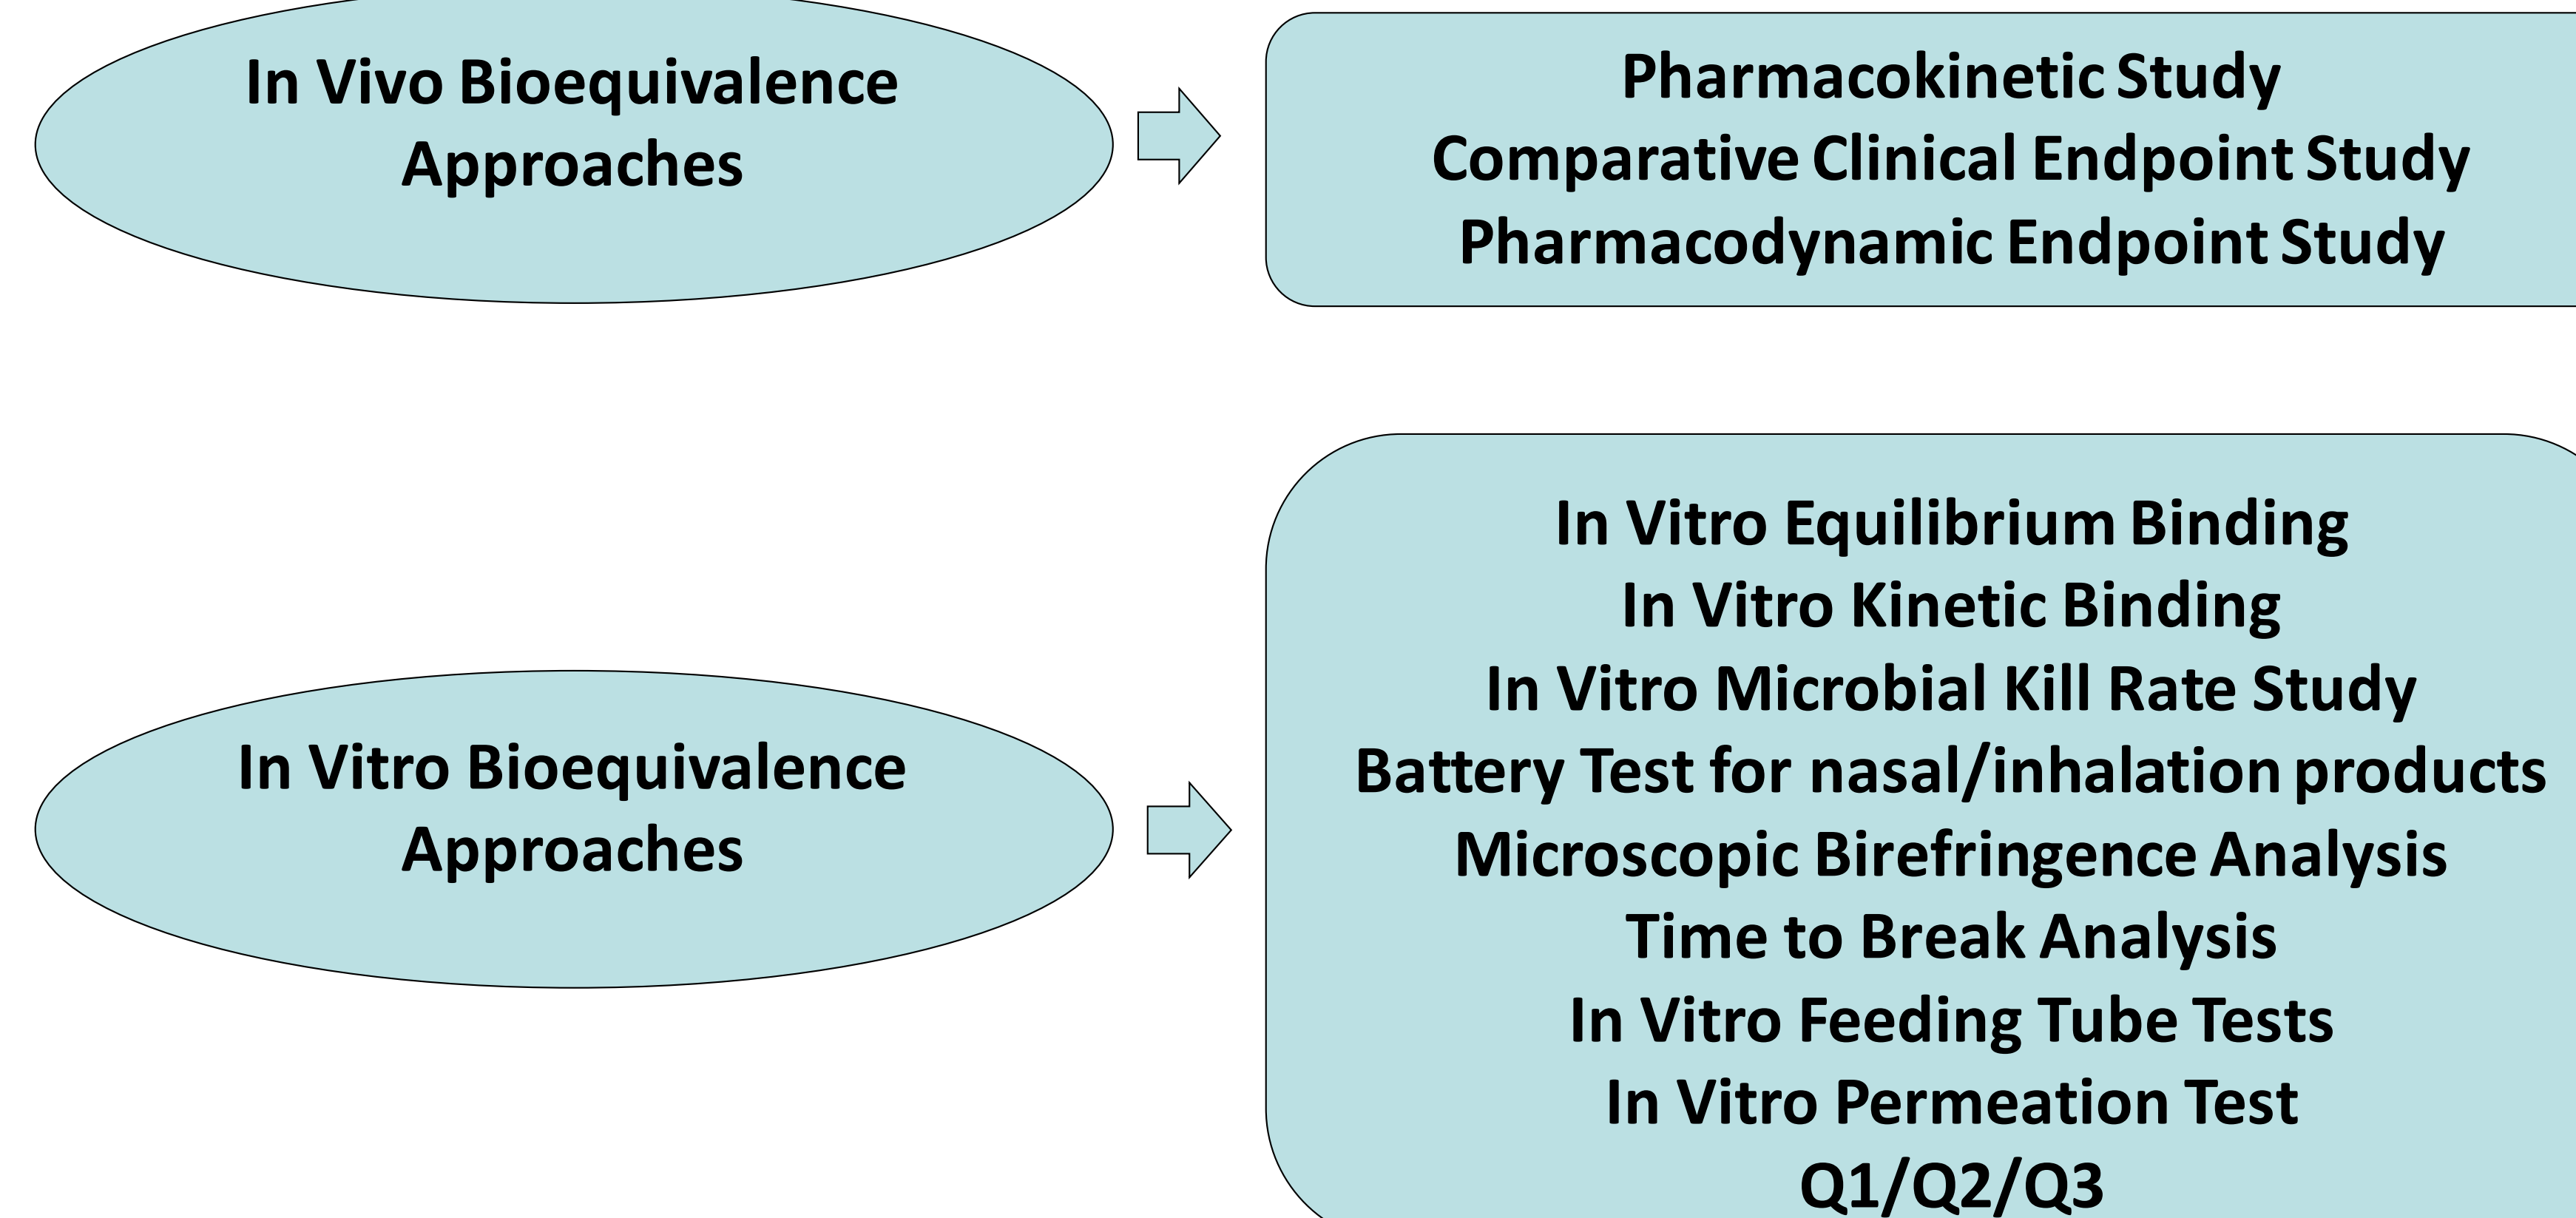 In Vivo Bioequivalence
Approaches
Pharmacokinetic Study
Comparative Clinical Endpoint Study
Pharmacodynamic Endpoint Study
In Vitro Bioequivalence
Approaches
In Vitro Equilibrium Binding
In Vitro Kinetic Binding
In Vitro Microbial Kill Rate Study
Battery Test for nasal/inhalation products
Microscopic Birefringence Analysis
Time to Break Analysis
In Vitro Feeding Tube Tests
In Vitro Permeation Test
Q1/Q2/Q3